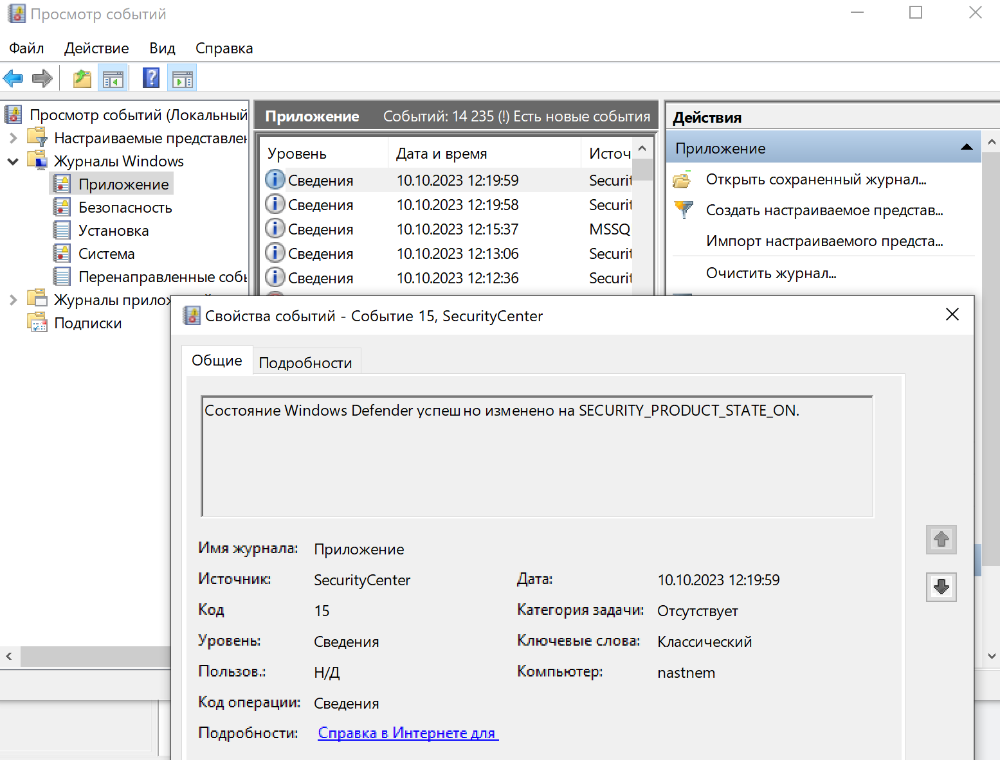 Просмотр событий
Файл Действие Вид Справка
Просмотр событий (Локальный
Настраиваемые представлен
Журналы Windows
Приложение
Безопасность
Установка
Система
Перенаправленные собы
Журналы прилож
Подписки
Приложение Событий: 14 235 (!) Есть новые события
Уровень Дата и время Источ
Сведения 10.10.2023 12:19:59 Securit
Сведения 10.10.2023 12:19:58 Securit
Сведения 10.10.2023 12:15:37 MSSQ
Сведения 10.10.2023 12:13:06 Securit
Сведения 10.10.2023 12:12:36 Securit
Действия
Приложение
Открыть сохраненный журнал...
Создать настраиваемое представ...
Импорт настраиваемого предста...
Очистить журнал...
Свойства событий - Событие 15, SecurityCenter
Общие Подробности
Состояние Windows Defender успешно изменено на SECURITY_PRODUCT_STATE_ON.
Имя журнала: Приложение
Источник: SecurityCenter Дата: 10.10.2023 12:19:59
Код 15 Категория задачи: Отсутствует
Уровень: Сведения Ключевые слова: Классический
Пользов.: Н/Д Компьютер: nastnem
Код операции: Сведения
Подробности: Справка в Интернете для